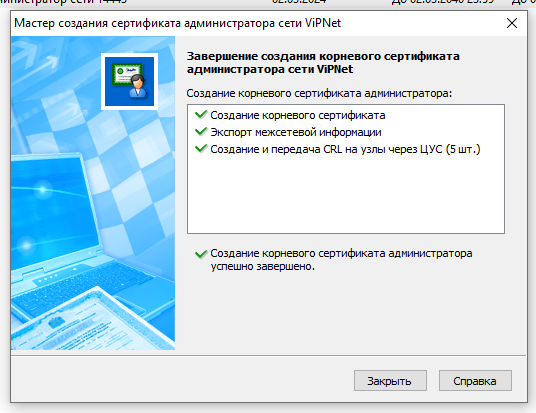 администратор сети 14445 02.03.2024 До 02.03.2040 23:59 До 0
Мастер создания сертификата администратора сети ViPNet
Завершение создания корневого сертификата
администратора сети ViPNet
Создание корневого сертификата администратора:
Создание корневого сертификата
Экспорт межсетевой информации
Создание и передача CRL на узлы через ЦУС (5 шт.)
Создание корневого сертификата администратора
успешно завершено.
Закрыть Справка